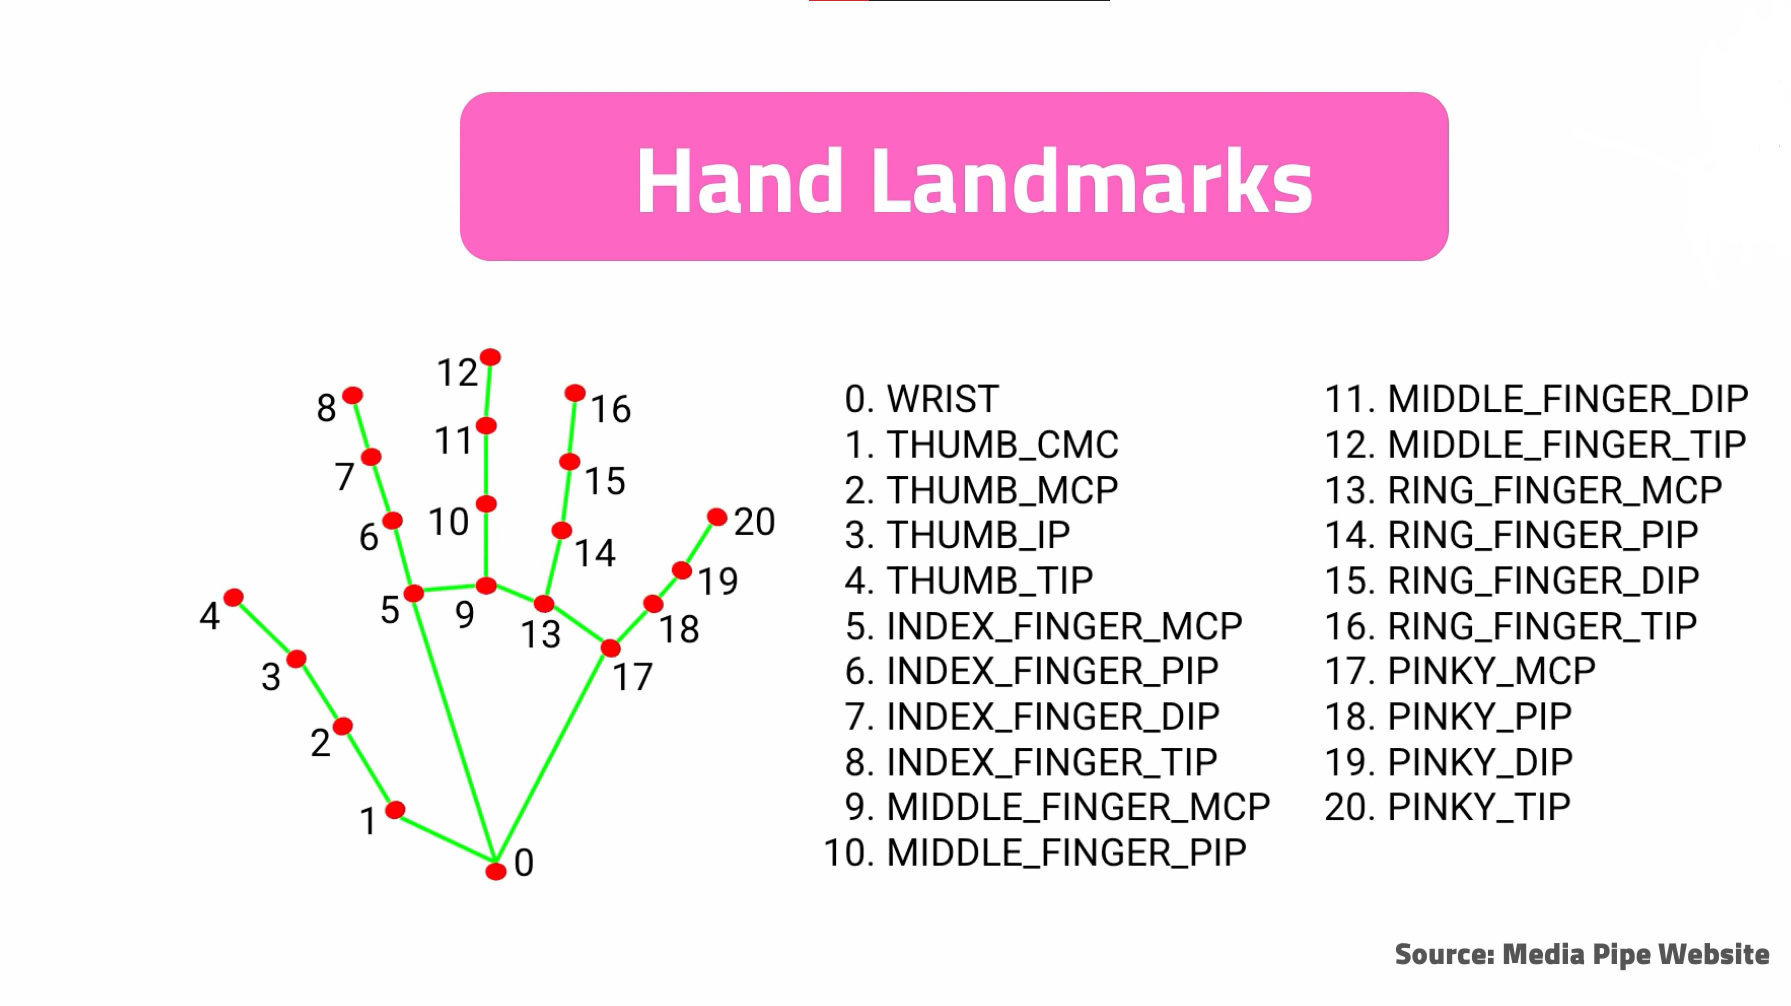 Hand Landmarks
12
8
16
11
7
15
10
20
6
14
19
4
5
9
13
18
3
17
2
1
0
0. WRIST
1. THUMB_CMC
2. THUMB_MCP
3. THUMB_IP
4. THUMB_TIP
5. INDEX_FINGER_MCP
6. INDEX_FINGER_PIP
7. INDEX_FINGER_DIP
8. INDEX_FINGER_TIP
9. MIDDLE_FINGER_MCP
10. MIDDLE_FINGER_PIP
11. MIDDLE_FINGER_DIP
12. MIDDLE_FINGER_TIP
13. RING_FINGER_MCP
14. RING_FINGER_PIP
15. RING_FINGER_DIP
16. RING_FINGER_TIP
17. PINKY_MCP
18. PINKY_PIP
19. PINKY_DIP
20. PINKY_TIP
Source: Media Pipe Website